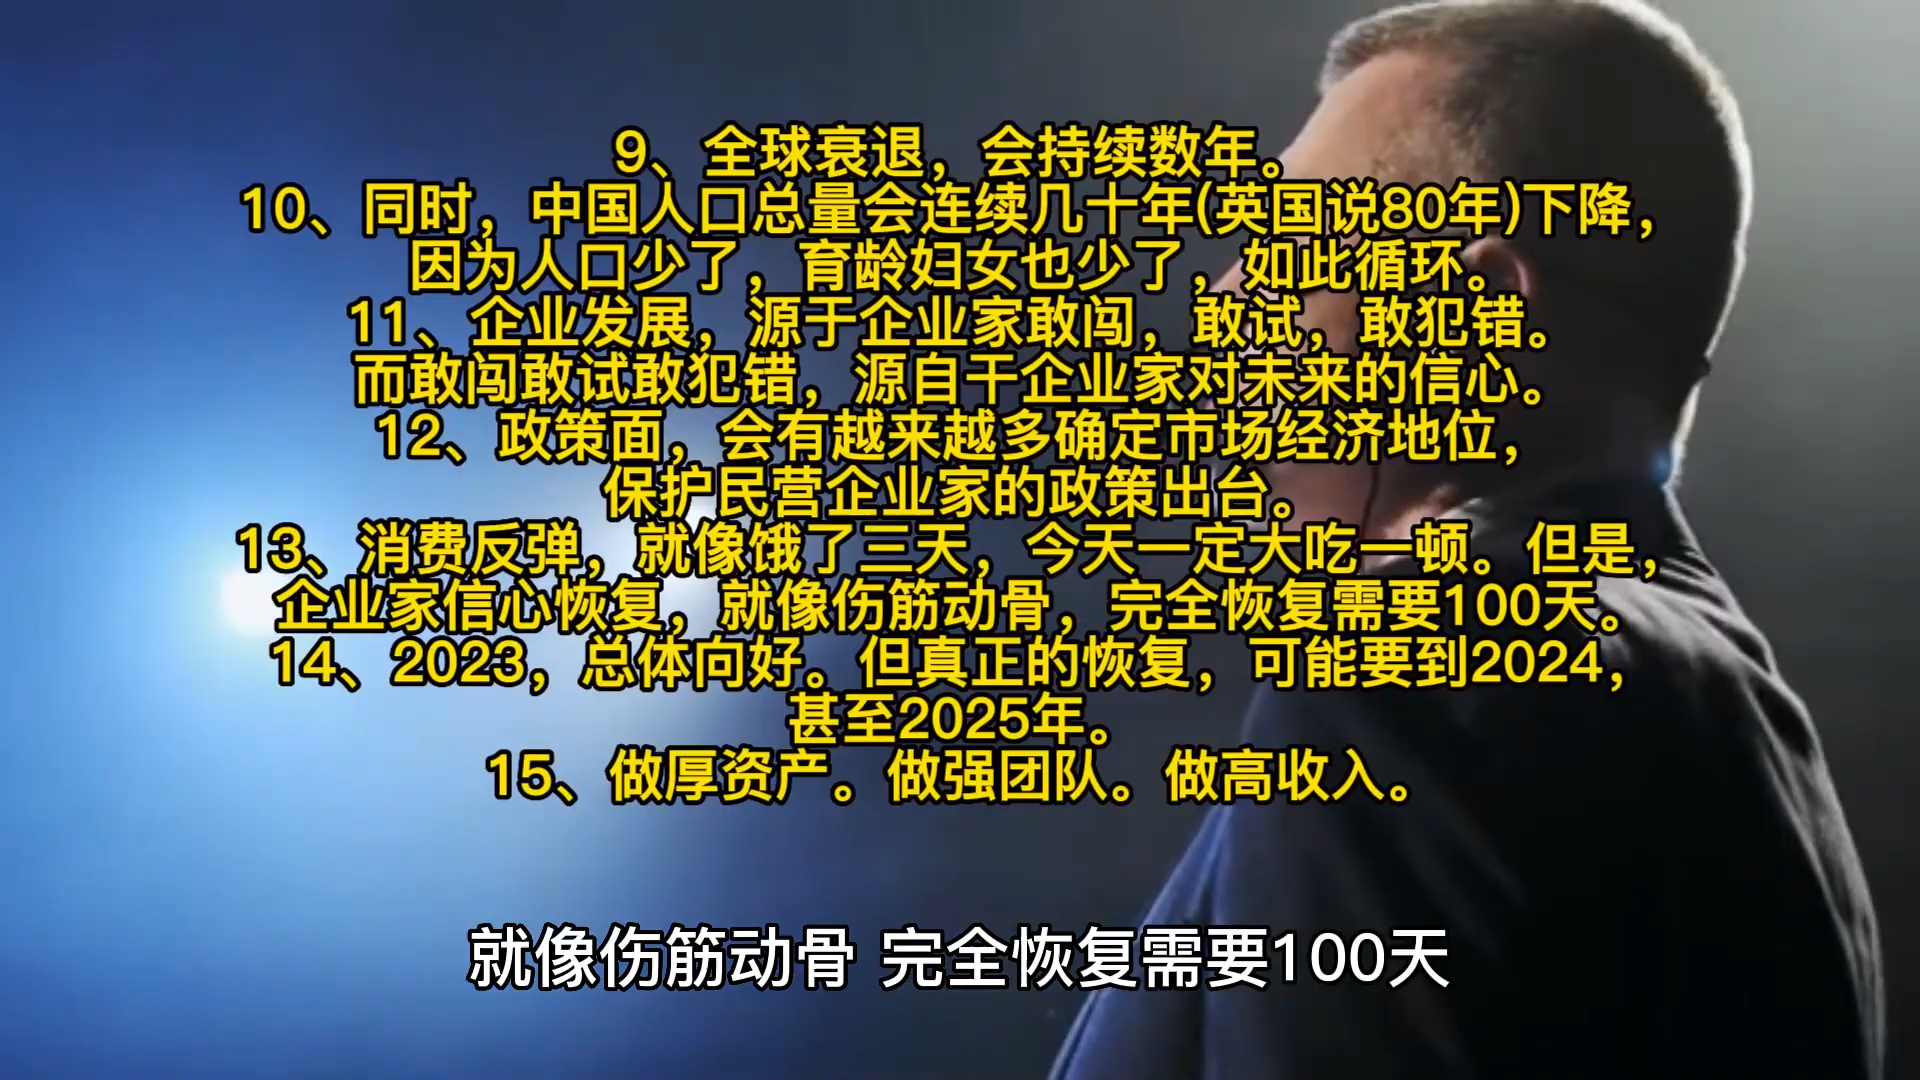 9、全球衰退，会持续数年。
10、同时，中国人口总量会连续几十年(英国说80年)下降，
因为人口少了，育龄妇女也少了，如此循环。
11、企业发展，源于企业家敢闯，敢试，敢犯错。
而敢闯敢试敢犯错，源自于企业家对未来的信心。
12、政策面，会有越来越多确定市场经济地位，
保护民营企业家的政策出台。
13、消费反弹，就像饿了三天，今天一定大吃一顿。但是，
企业家信心恢复，就像伤筋动骨，完全恢复需要100天。
14、2023，总体向好。但真正的恢复，可能要到2024，
甚至2025年。
15、做厚资产。做强团队。做高收入。
就像伤筋动骨 完全恢复需要100天